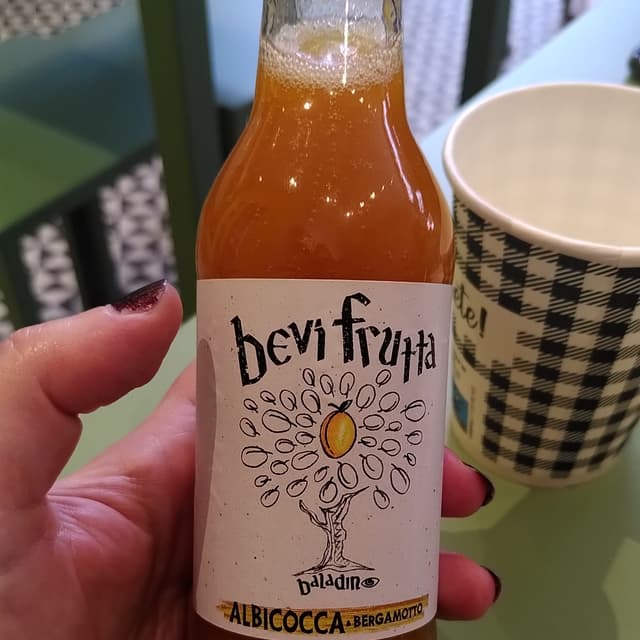 bevi frutta
baladin
ALBICOCCA & BERGAMOTTO